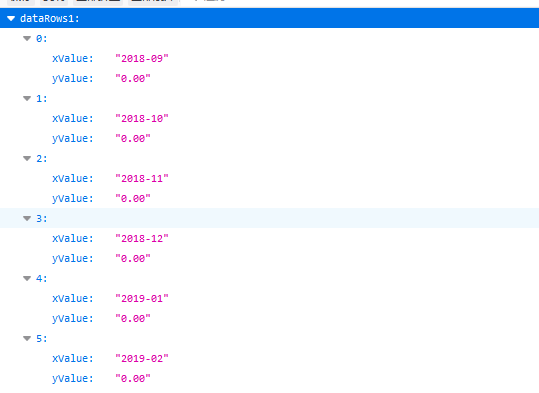 dataRows1:
0:
xValue: "2018-09"
yValue: "0.00"
1:
xValue: "2018-10"
yValue: "0.00"
2:
xValue: "2018-11"
yValue: "0.00"
3:
xValue: "2018-12"
yValue: "0.00"
4:
xValue: "2019-01"
yValue: "0.00"
5:
xValue: "2019-02"
yValue: "0.00"